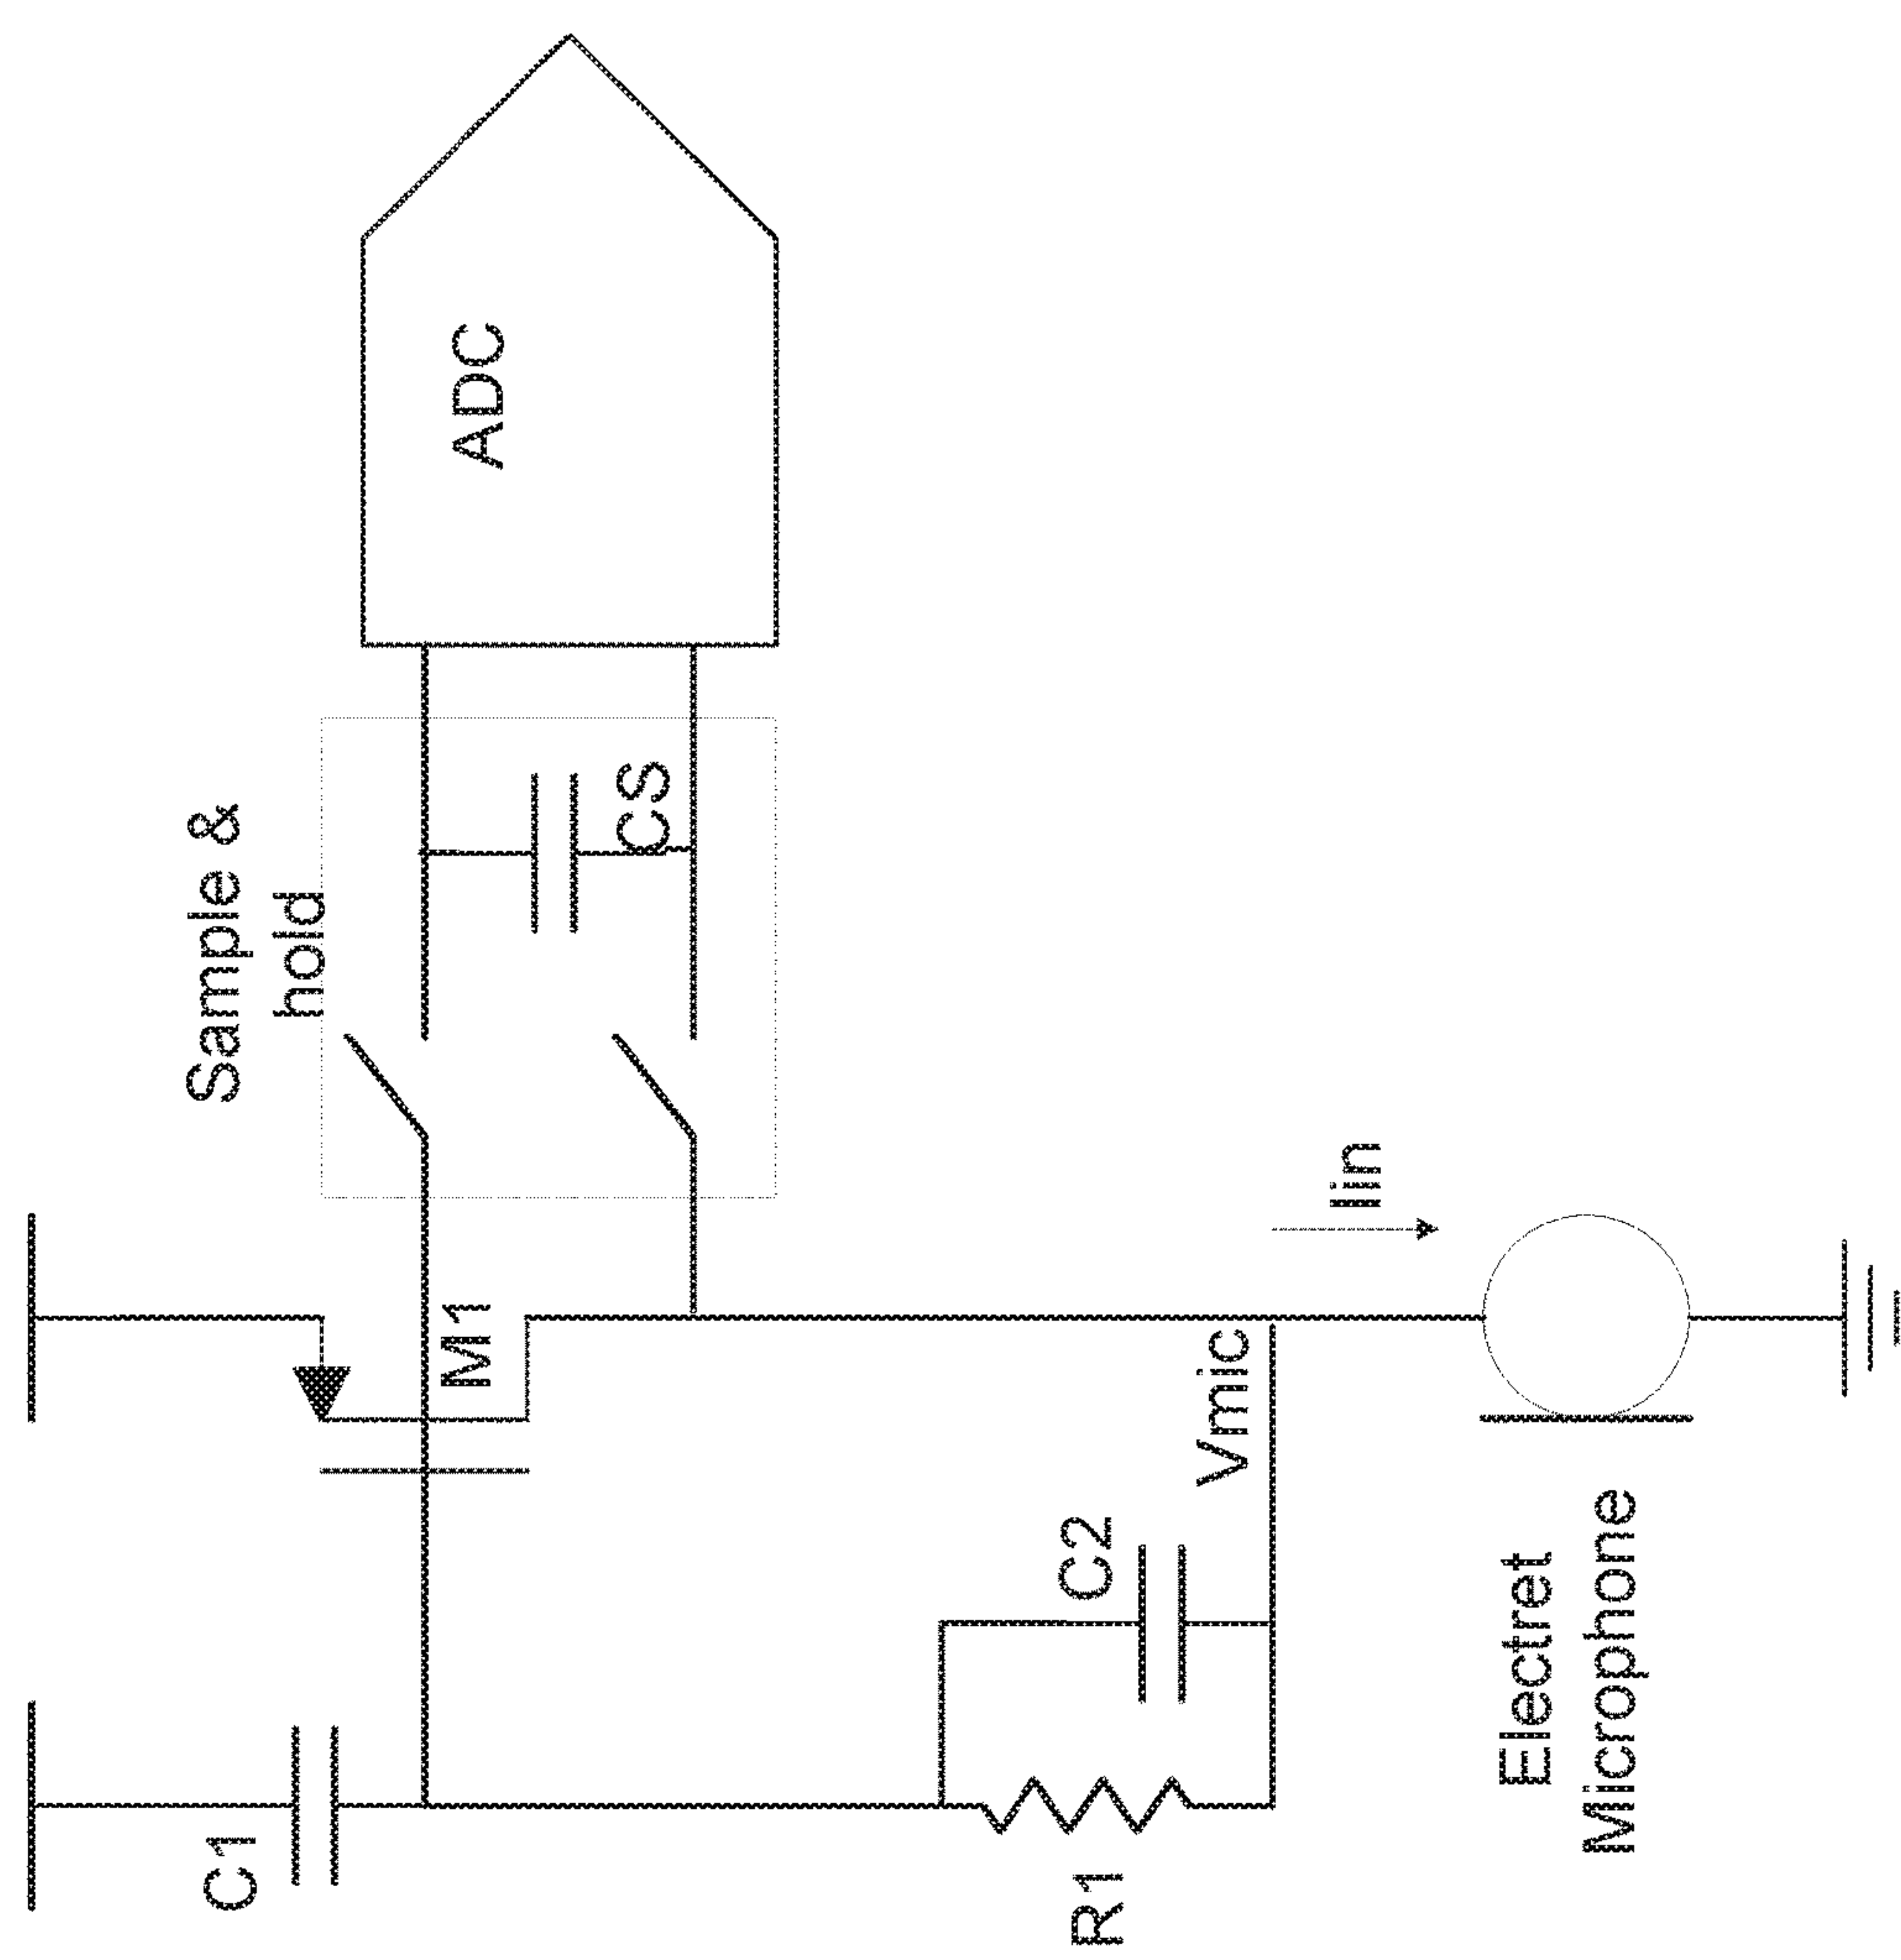 ADC
Sample &
hold
CS
M1
Iin
Vmic
C1
C2
R1
Electret
Microphone